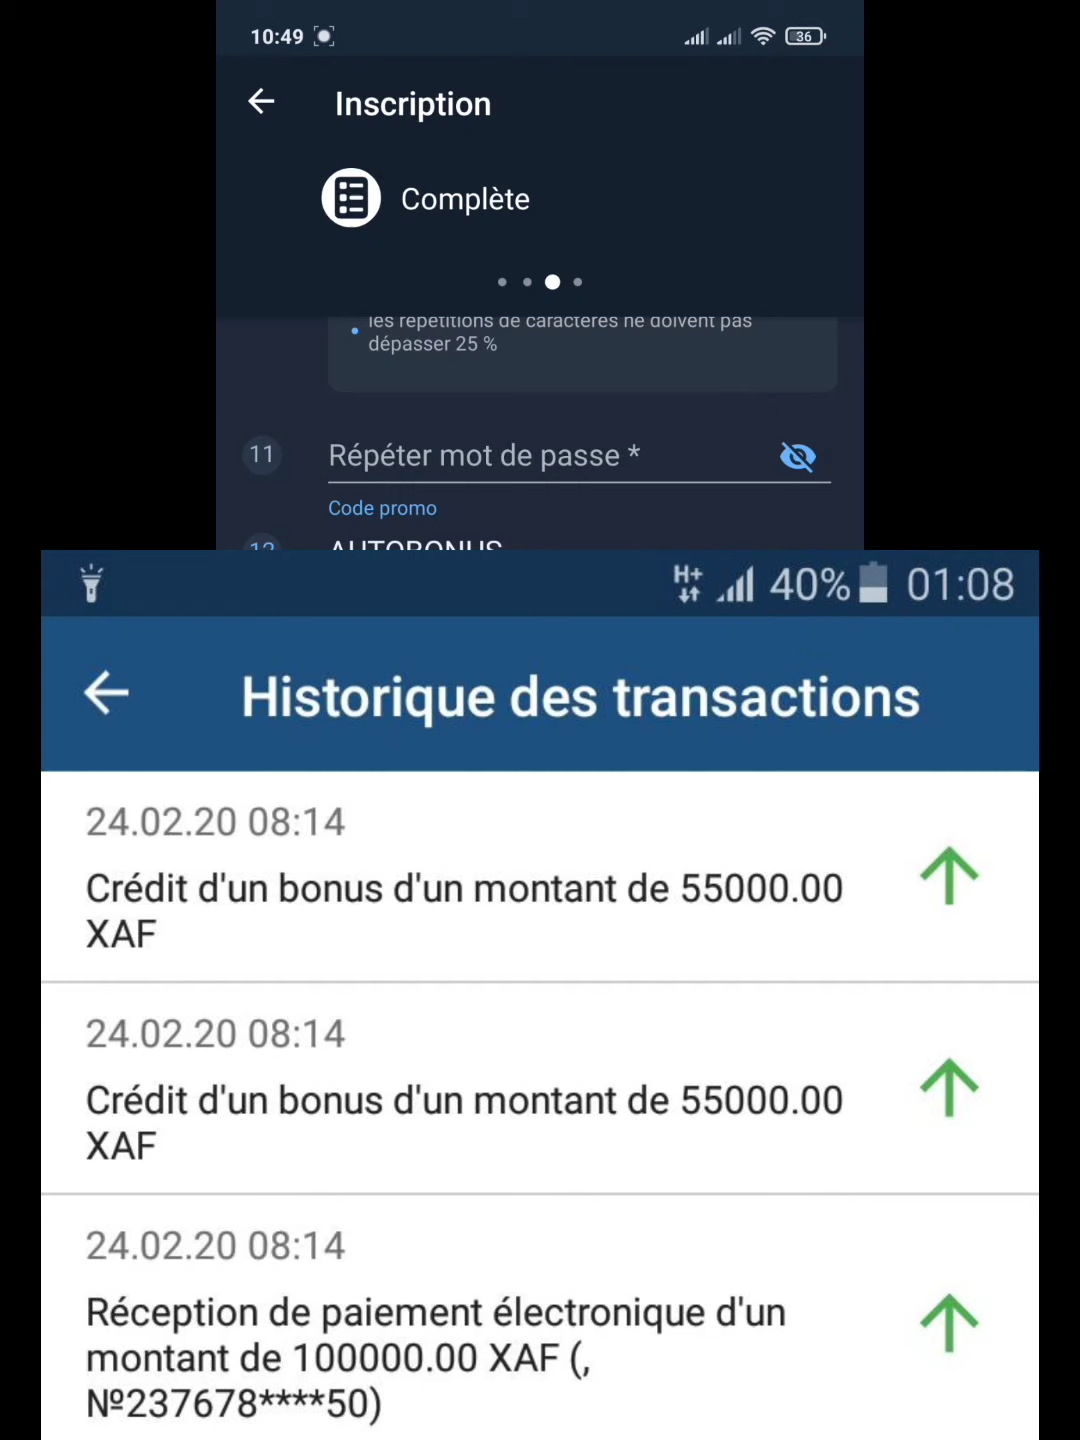 10:49
36
Inscription
Complète
les répétitions de caractères ne doivent pas
dépasser 25 %
11
Répéter mot de passe *
Code promo
12
AUTOBONUS
H+
40%
01:08
Historique des transactions
24.02.20 08:14
Crédit d'un bonus d'un montant de 55000.00
XAF
24.02.20 08:14
Crédit d'un bonus d'un montant de 55000.00
XAF
24.02.20 08:14
Réception de paiement électronique d'un
montant de 100000.00 XAF (,
№237678****50)